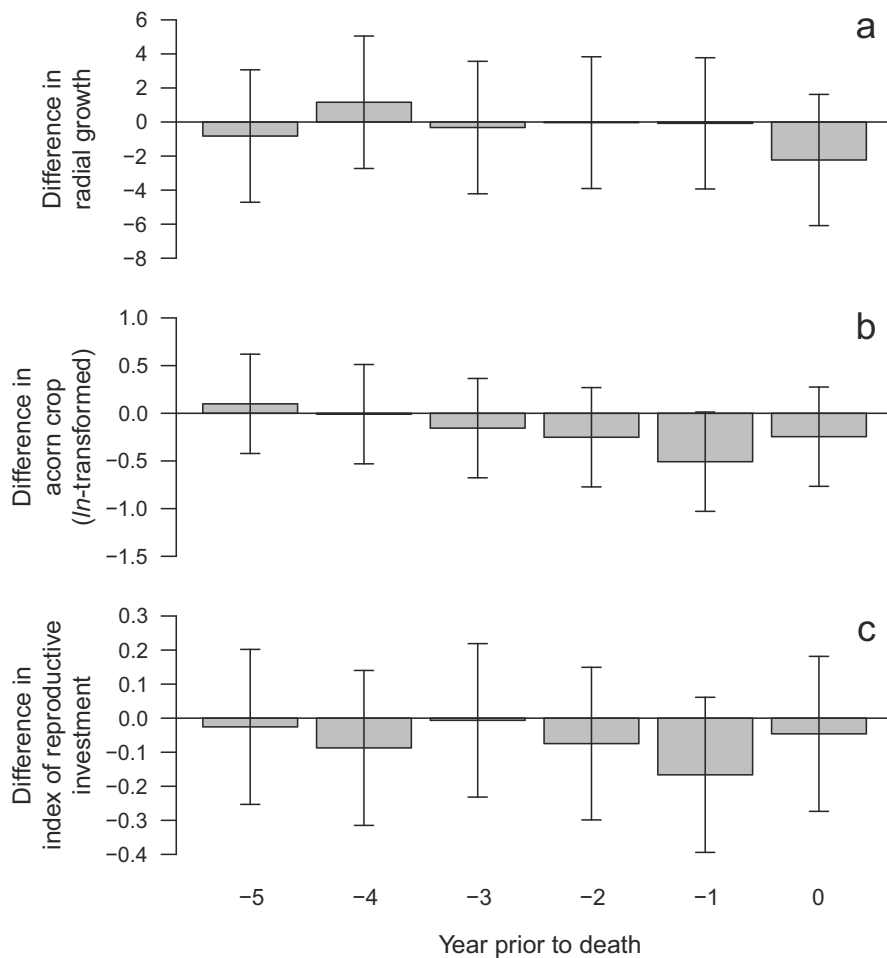 a
Difference in
radial growth
6
4
2
0
−2
−4
−6
−8
b
Difference in
acorn crop
(ln-transformed)
1.0
0.5
0.0
−0.5
−1.0
−1.5
c
Difference in
index of reproductive
investment
0.3
0.2
0.1
0.0
−0.1
−0.2
−0.3
−0.4
−5 −4 −3 −2 −1 0
Year prior to death